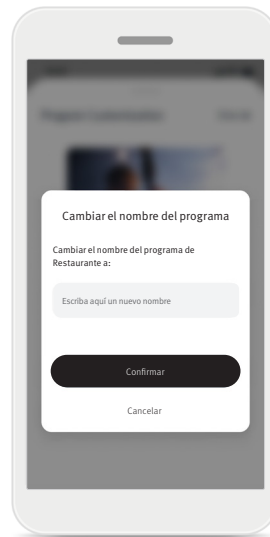 Cambiar el nombre del programa
Cambiar el nombre del programa de
Restaurante a:
Escriba aquí un nuevo nombre
Confirmar
Cancelar